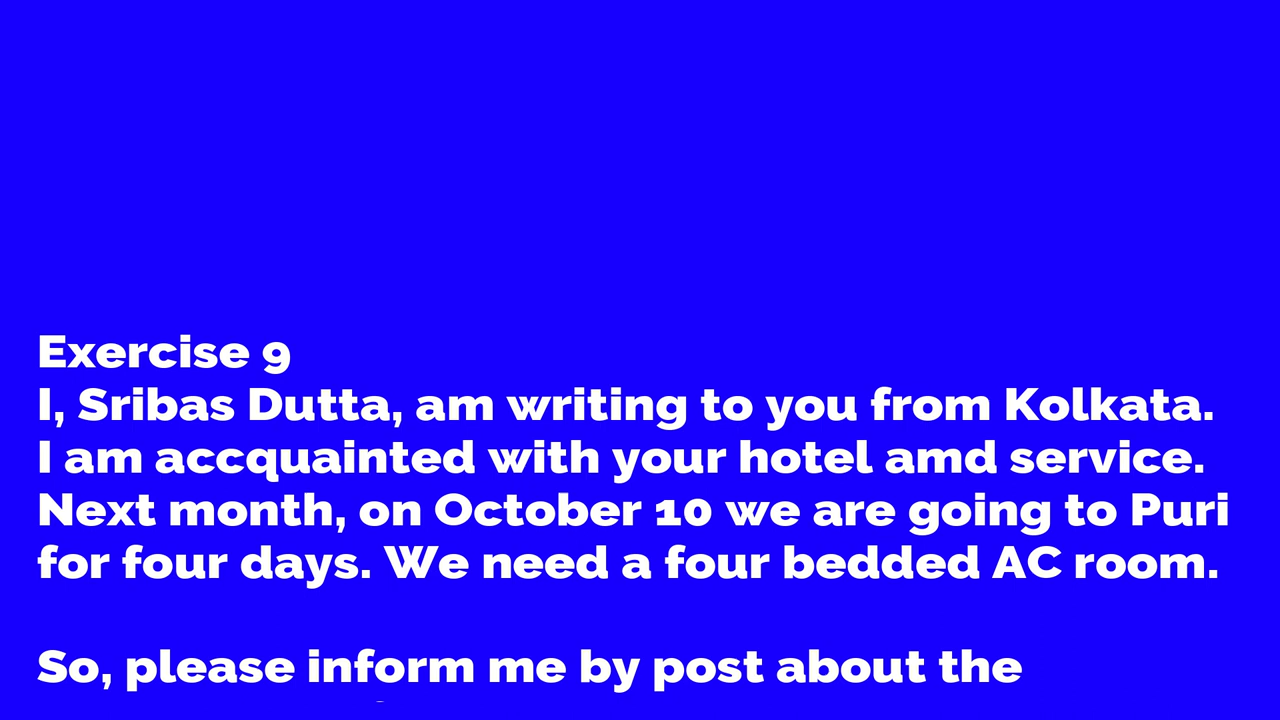 Exercise 9
I, Sribas Dutta, am writing to you from Kolkata.
I am accquainted with your hotel amd service.
Next month, on October 10 we are going to Puri
for four days. We need a four bedded AC room.
So, please inform me by post about the